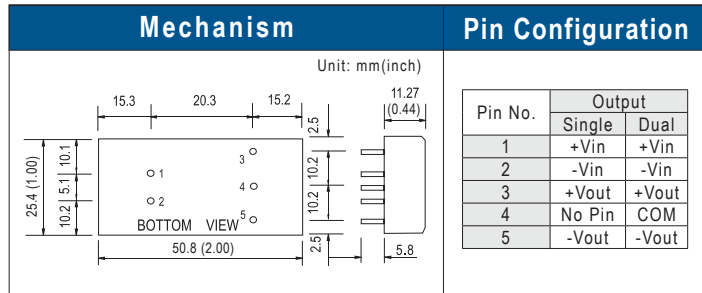 Mechanism
Pin Configuration
Unit: mm(inch)
15.3
20.3
15.2
11.27
(0.44)
2.5
10.2
10.2
2.5
25.4 (1.00)
10.1
5.1
10.2
1
2
3
4
5
BOTTOM VIEW
50.8 (2.00)
5.8
Pin No. Output
Single Dual
1 +Vin +Vin
2 -Vin -Vin
3 +Vout +Vout
4 No Pin COM
5 -Vout -Vout